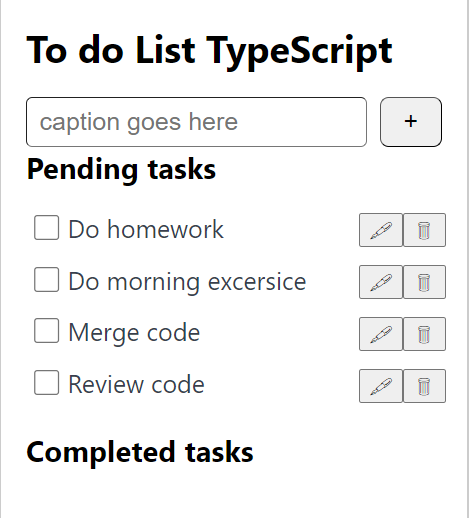 To do List TypeScript
caption goes here
+
Pending tasks
Do homework
Do morning excersice
Merge code
Review code
Completed tasks